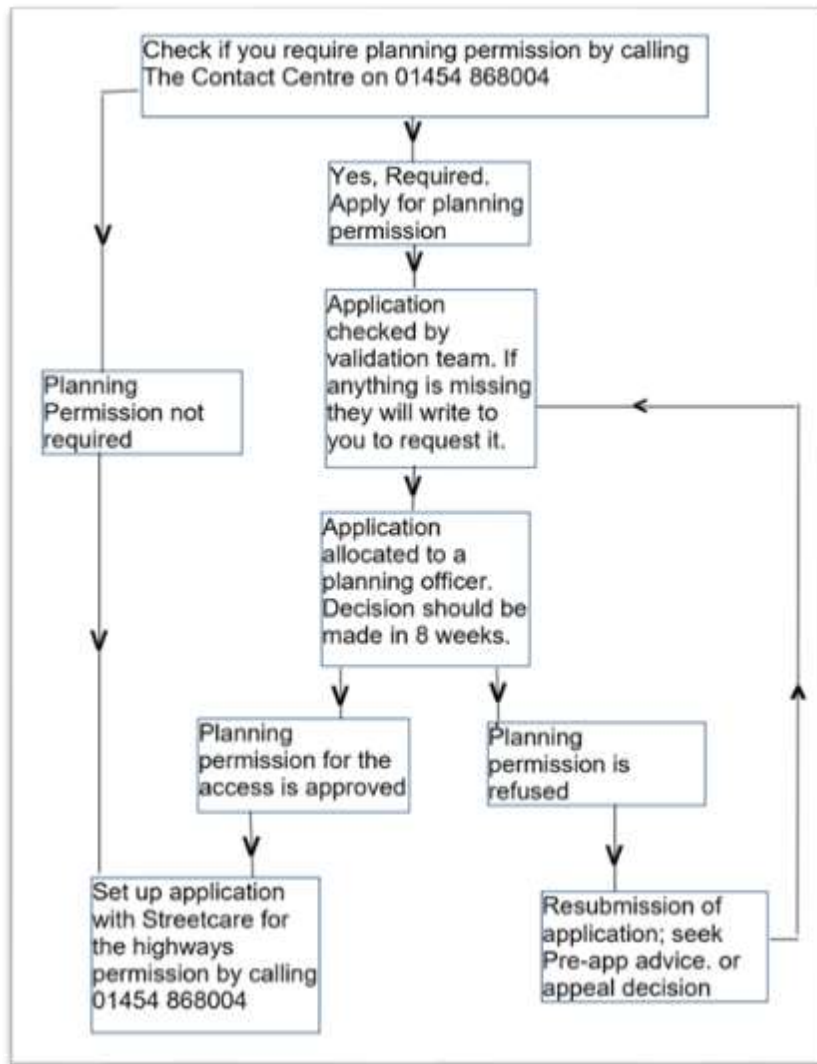 Check if you require planning permission by calling
The Contact Centre on 01454 868004
Yes, Required.
Apply for planning
permission
Application
checked by
validation team. If
anything is missing
they will write to
you to request it.
Planning
Permission not
required
Application
allocated to a
planning officer.
Decision should be
made in 8 weeks.
Planning
permission for the
access is approved
Planning
permission is
refused
Set up application
with Streetcare for
the highways
permission by calling
01454 868004
Resubmission of
application; seek
Pre-app advice. or
appeal decision